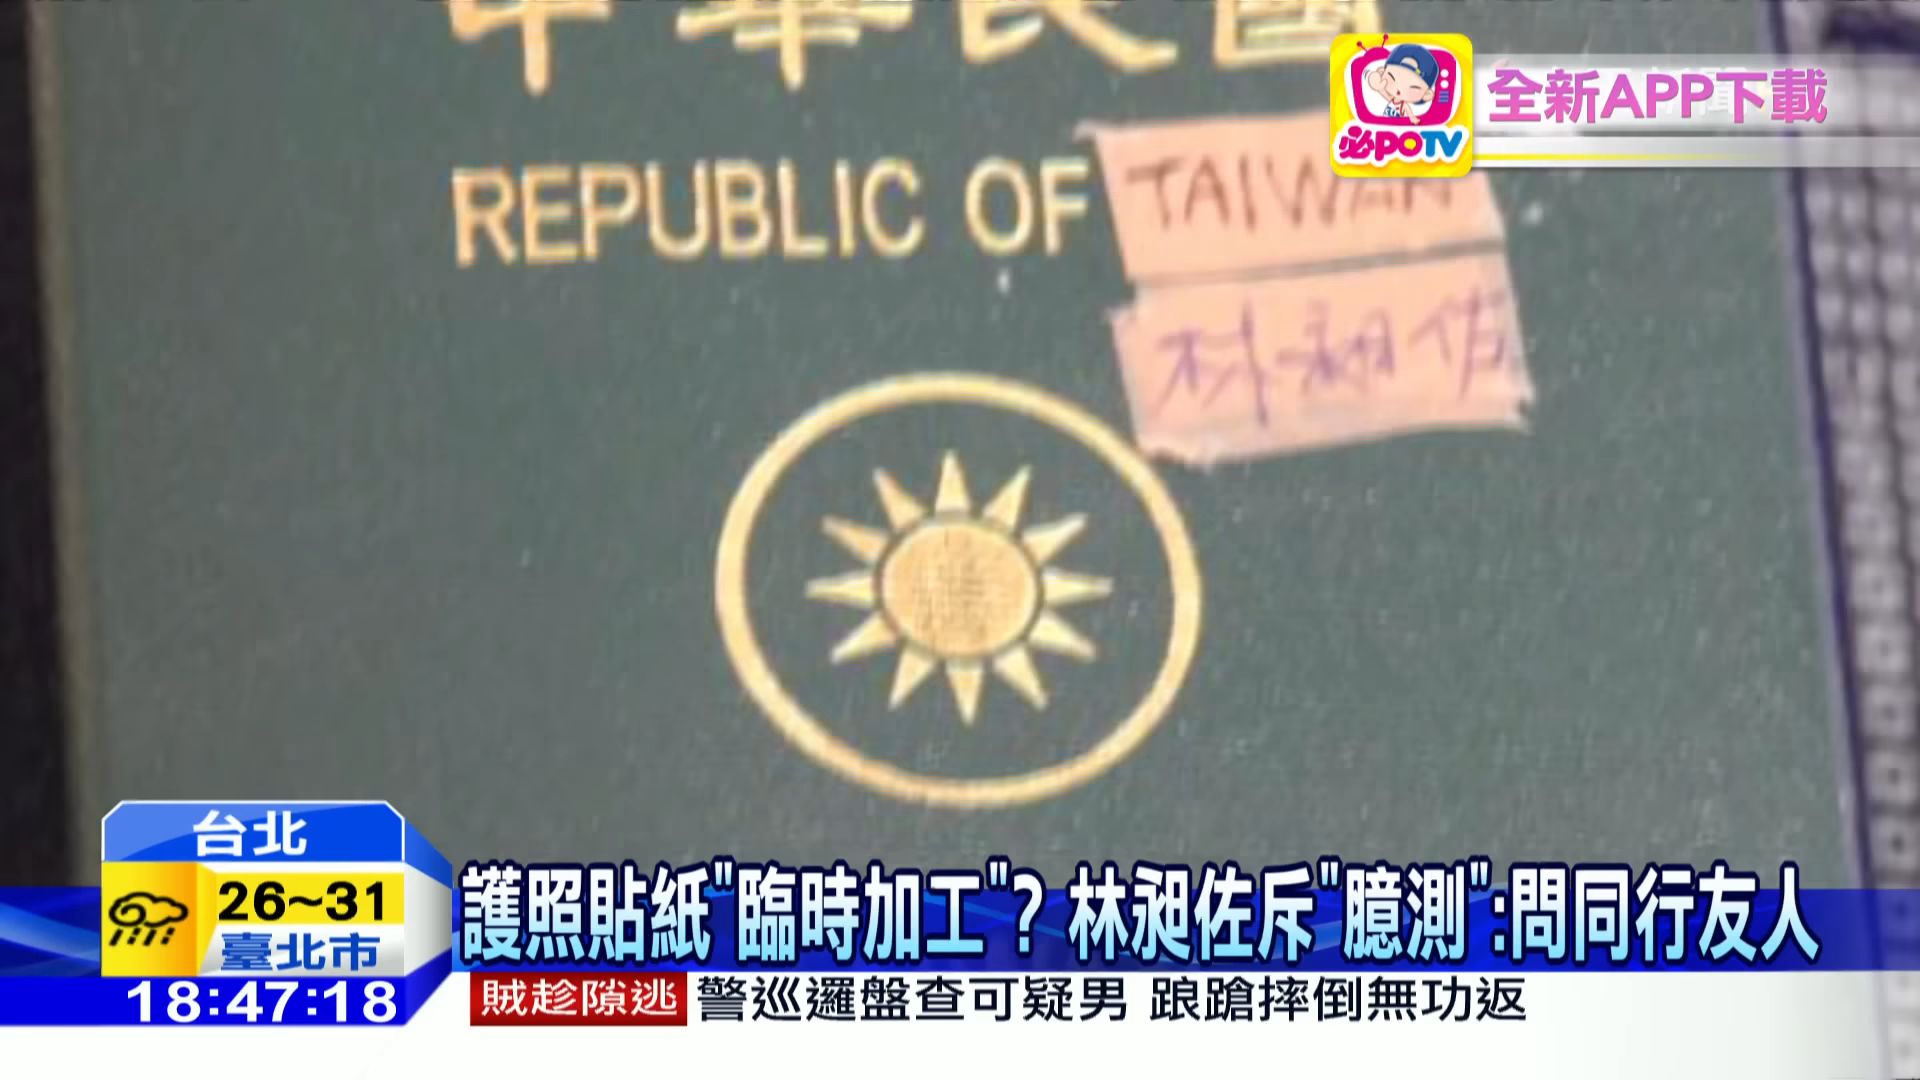 中華民國
全新APP下載
必POTV
REPUBLIC OF TAIWAN
林昶佐
台北
26~31
臺北市
18:47:18
護照貼紙"臨時加工"? 林昶佐斥"臆測":問同行友人
賊趁隙逃 警巡邏盤查可疑男 踉蹌摔倒無功返